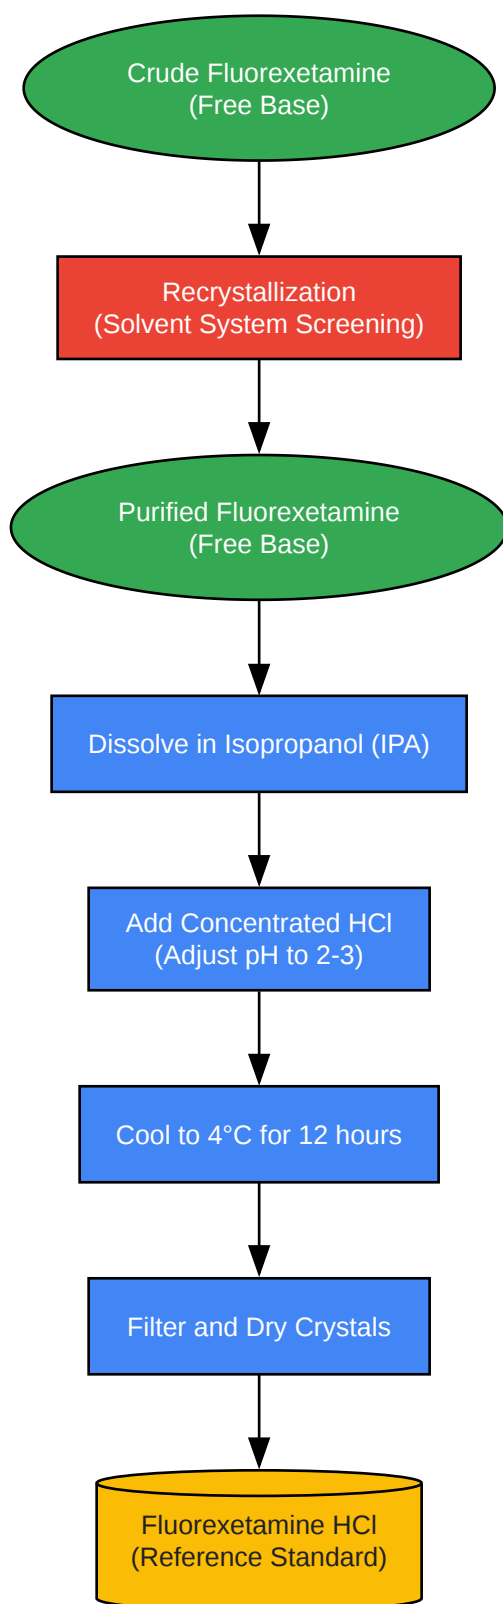 Crude Fluorexetamine
(Free Base)
Recrystallization
(Solvent System Screening)
Purified Fluorexetamine
(Free Base)
Dissolve in Isopropanol (IPA)
Add Concentrated HCl
(Adjust pH to 2-3)
Cool to 4°C for 12 hours
Filter and Dry Crystals
Fluorexetamine HCl
(Reference Standard)